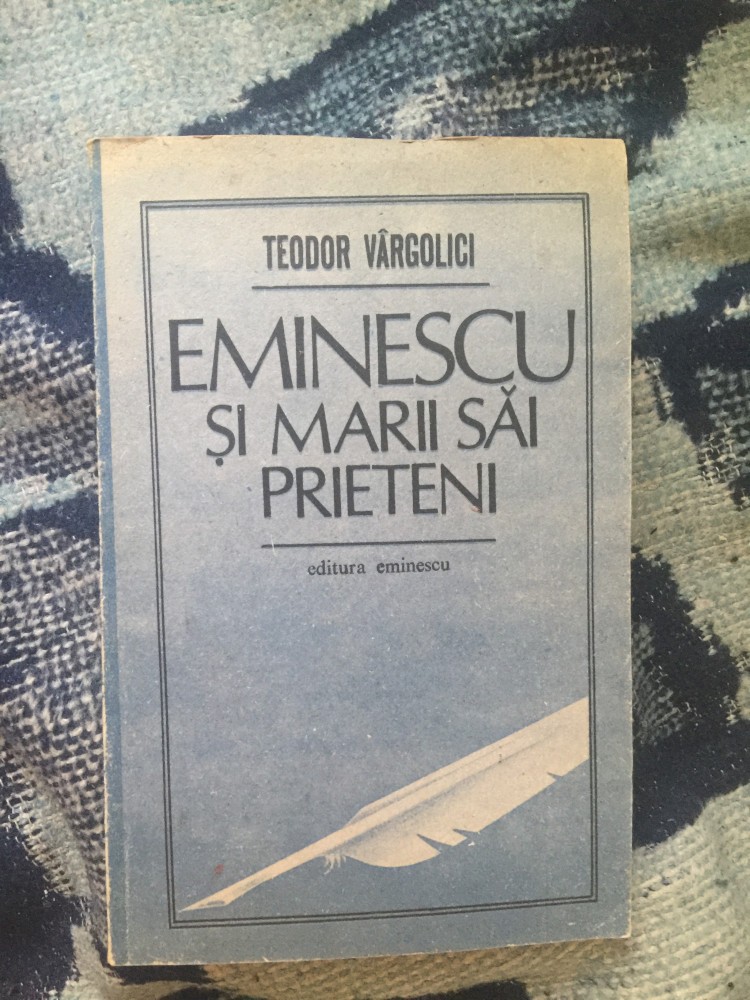 TEODOR VÂRGOLICI
EMINESCU
ȘI MARII SĂI
PRIETENI
editura eminescu